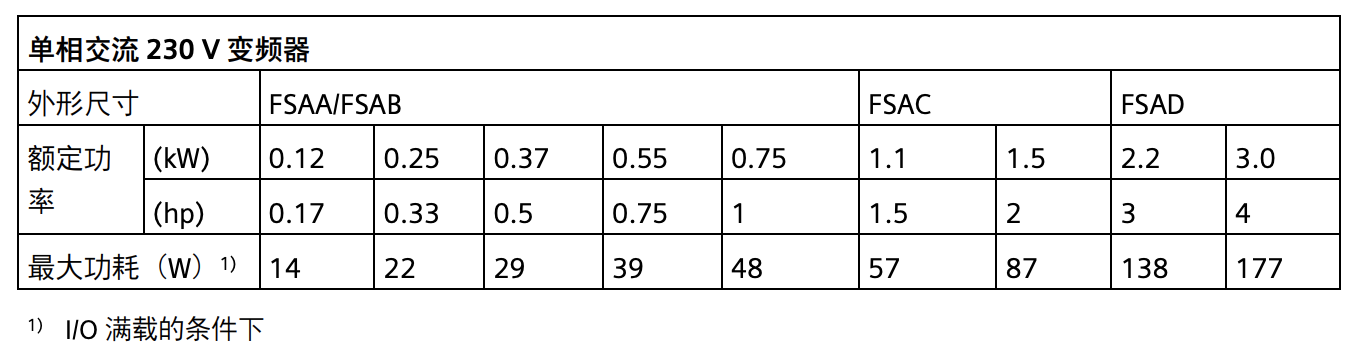 单相交流 230 V 变频器
外形尺寸 FSAA/FSAB FSAC FSAD
额定功率 (kW) 0.12 0.25 0.37 0.55 0.75 1.1 1.5 2.2 3.0
(hp) 0.17 0.33 0.5 0.75 1 1.5 2 3 4
最大功耗（W）1) 14 22 29 39 48 57 87 138 177
1) I/O 满载的条件下